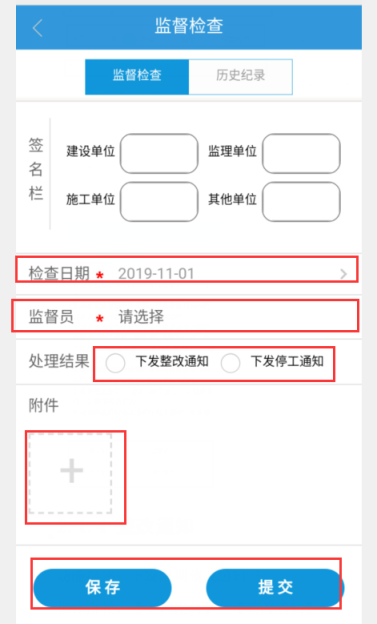 监督检查
监督检查 历史纪录
签名栏
建设单位 监理单位
施工单位 其他单位
检查日期 * 2019-11-01
监督员 * 请选择
处理结果 下发整改通知 下发停工通知
附件
保存 提交